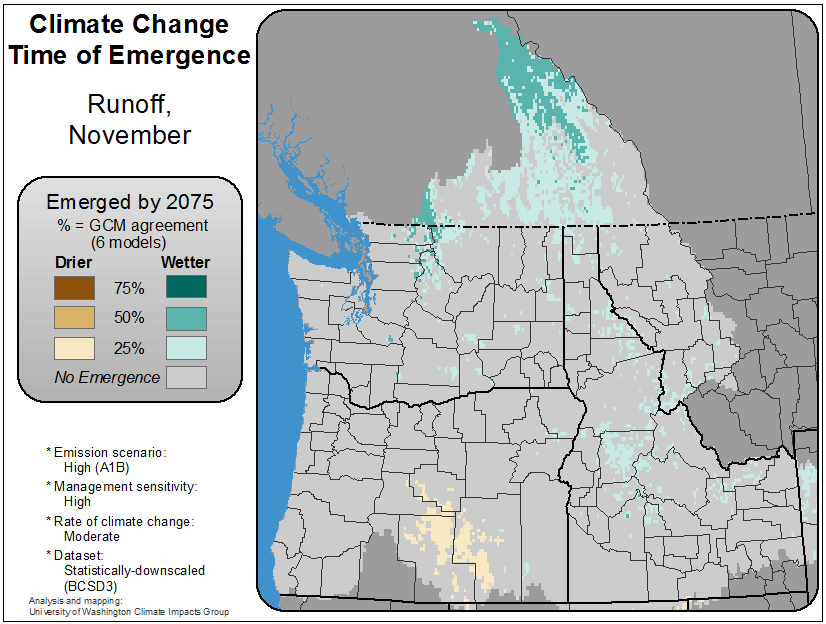 Climate Change
Time of Emergence
Runoff,
November
Emerged by 2075
% = GCM agreement
(6 models)
Drier Wetter
75%
50%
25%
No Emergence
* Emission scenario:
High (A1B)
* Management sensitivity:
High
* Rate of climate change:
Moderate
* Dataset:
Statistically-downscaled
(BCSD3)
Analysis and mapping:
University of Washington Climate Impacts Group